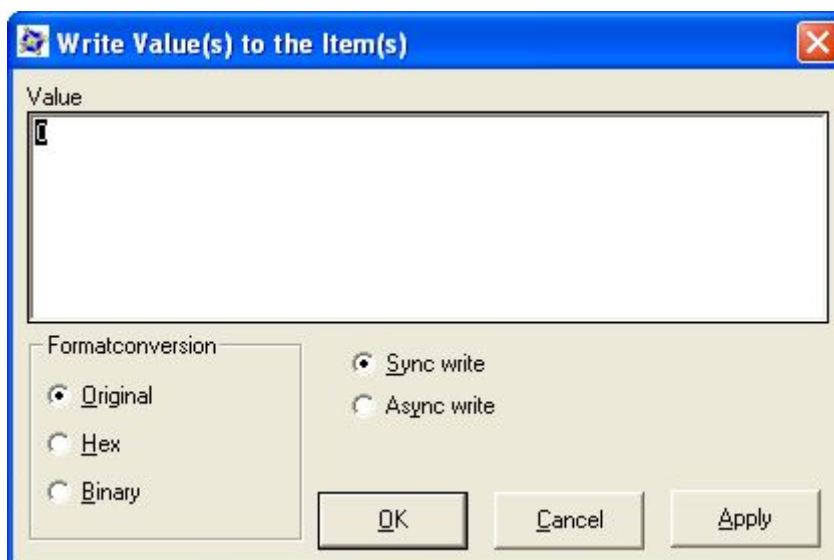 Write Value(s) to the Item(s)
Value
0
Formatconversion
Original
Hex
Binary
Sync write
Async write
OK
Cancel
Apply